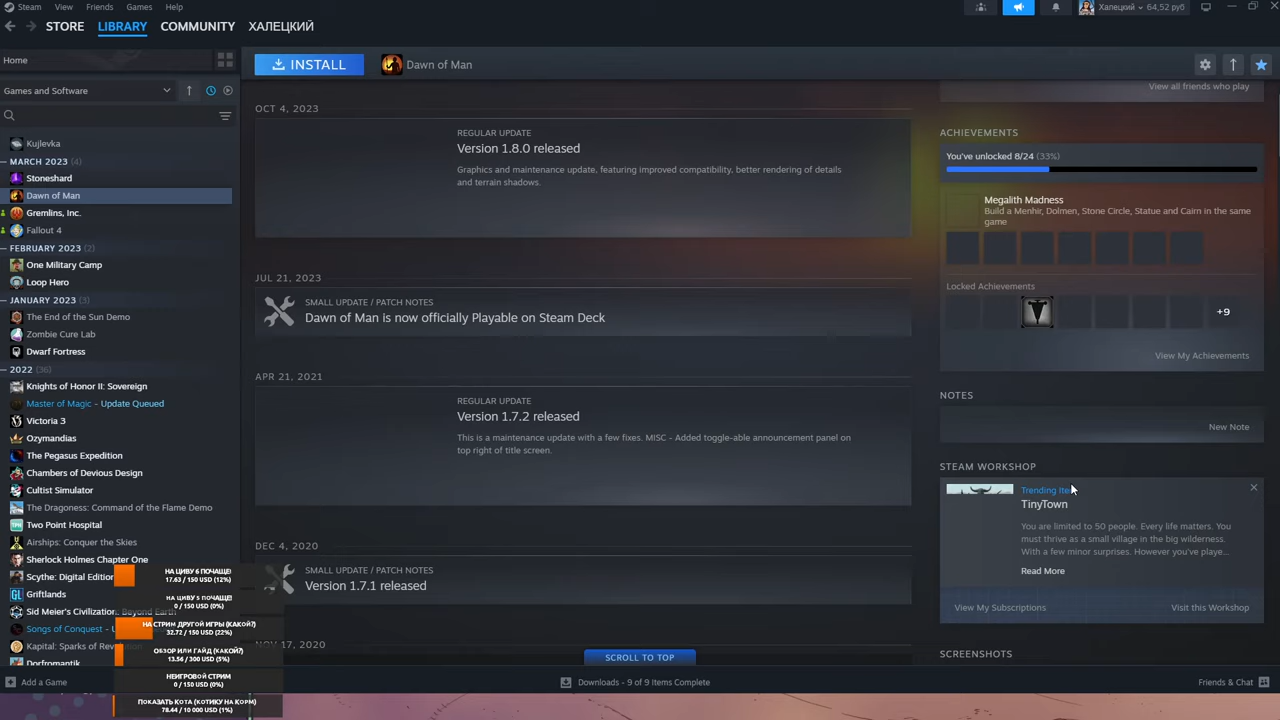 Steam View Friends Games Help
Халецкий 64,52 руб
STORE LIBRARY COMMUNITY ХАЛЕЦКИЙ
Home
Games and Software
Kujlevka
MARCH 2023 (4)
Stoneshard
Dawn of Man
Gremlins, Inc.
Fallout 4
FEBRUARY 2023 (2)
One Military Camp
Loop Hero
JANUARY 2023 (3)
The End of the Sun Demo
Zombie Cure Lab
Dwarf Fortress
2022 (36)
Knights of Honor II: Sovereign
Master of Magic - Update Queued
Victoria 3
Ozymandias
The Pegasus Expedition
Chambers of Devious Design
Cultist Simulator
The Dragoness: Command of the Flame Demo
Two Point Hospital
Airships: Conquer the Skies
Sherlock Holmes Chapter One
Scythe: Digital Edition
Griftlands
Sid Meier's Civilization: Beyond Earth
Songs of Conquest - U
Kapital: Sparks of Rev
Dorfromantik
НА ЦИВУ 6 ПОЧАЩЕ!
17.63 / 150 USD (12%)
НА ЦИВУ 5 ПОЧАЩЕ!
0 / 150 USD (0%)
НА СТРИМ ДРУГОЙ ИГРЫ (КАКОЙ?)
32.72 / 150 USD (22%)
ОБЗОР ИЛИ ГАЙД (КАКОЙ?)
13.56 / 300 USD (5%)
НЕИГРОВОЙ СТРИМ
0 / 150 USD (0%)
ПОКАЗАТЬ КОТА (КОТИКУ НА КОРМ)
78.44 / 10 000 USD (1%)
Add a Game
INSTALL
Dawn of Man
OCT 4, 2023
REGULAR UPDATE
Version 1.8.0 released
Graphics and maintenance update, featuring improved compatibility, better rendering of details
and terrain shadows.
JUL 21, 2023
SMALL UPDATE / PATCH NOTES
Dawn of Man is now officially Playable on Steam Deck
APR 21, 2021
REGULAR UPDATE
Version 1.7.2 released
This is a maintenance update with a few fixes. MISC - Added toggle-able announcement panel on
top right of title screen.
DEC 4, 2020
SMALL UPDATE / PATCH NOTES
Version 1.7.1 released
NOV 17, 2020
SCROLL TO TOP
Downloads - 9 of 9 Items Complete
View all friends who play
ACHIEVEMENTS
You've unlocked 8/24 (33%)
Megalith Madness
Build a Menhir, Dolmen, Stone Circle, Statue and Cairn in the same
game
Locked Achievements
+9
View My Achievements
NOTES
New Note
STEAM WORKSHOP
Trending Item
TinyTown
You are limited to 50 people. Every life matters. You
must thrive as a small village in the big wilderness.
With a few minor surprises. However you've playe...
Read More
View My Subscriptions Visit this Workshop
SCREENSHOTS
Friends & Chat